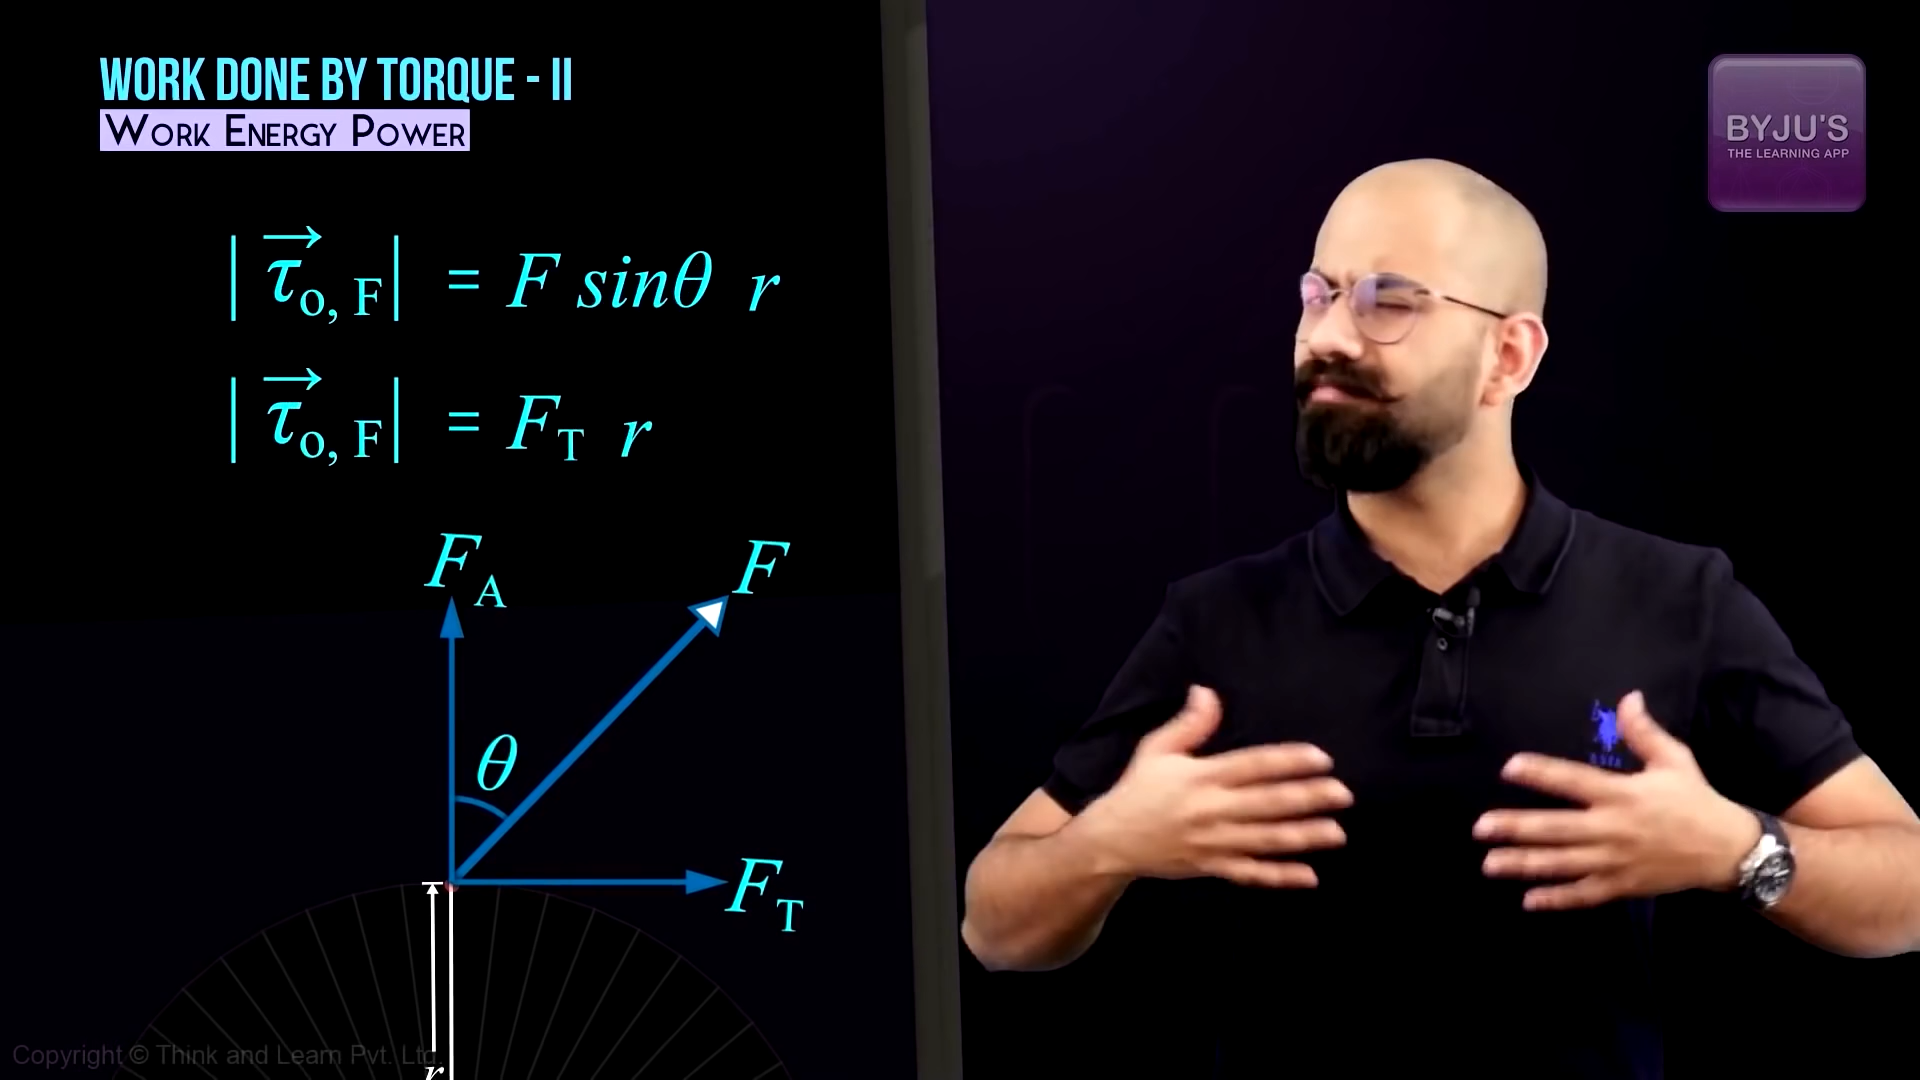 WORK DONE BY TORQUE - II
WORK ENERGY POWER
BYJU'S
THE LEARNING APP
| τ⃗o, F| = F sinθ r
| τ⃗o, F| = FT r
FA
F
θ
FT
r
Copyright © Think and Learn Pvt. Ltd.